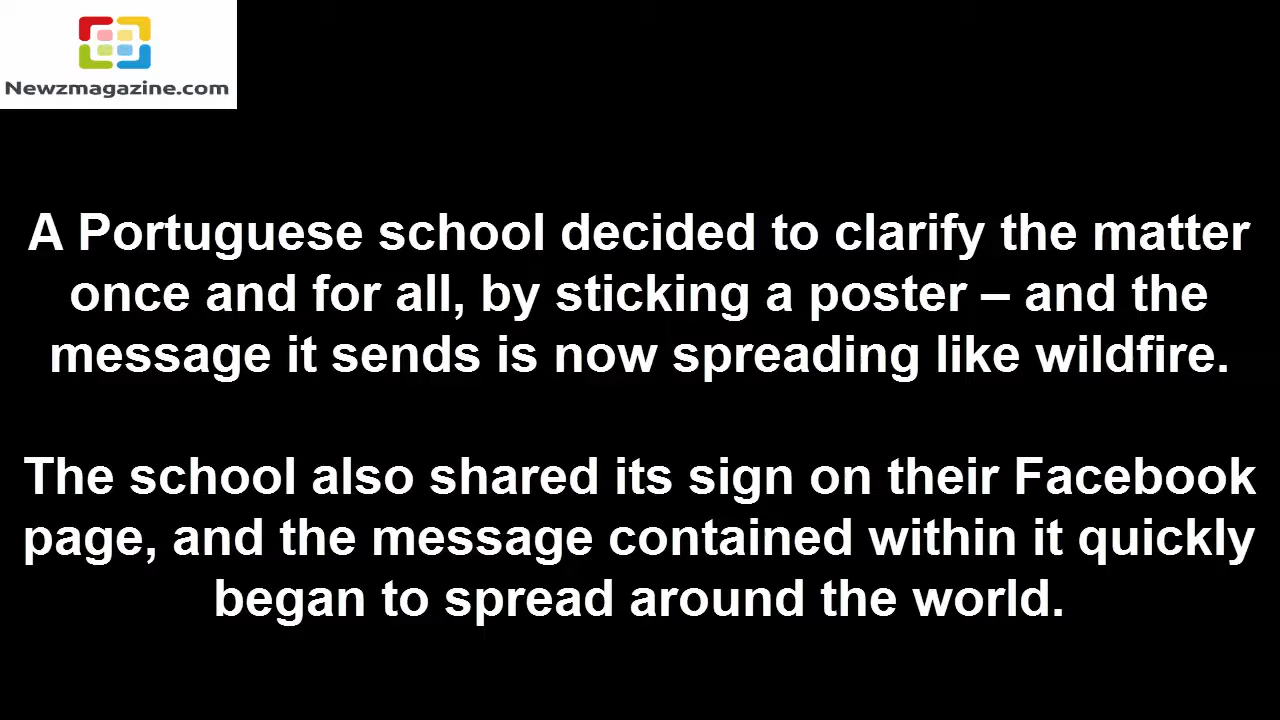 Newzmagazine.com
A Portuguese school decided to clarify the matter
once and for all, by sticking a poster – and the
message it sends is now spreading like wildfire.
The school also shared its sign on their Facebook
page, and the message contained within it quickly
began to spread around the world.